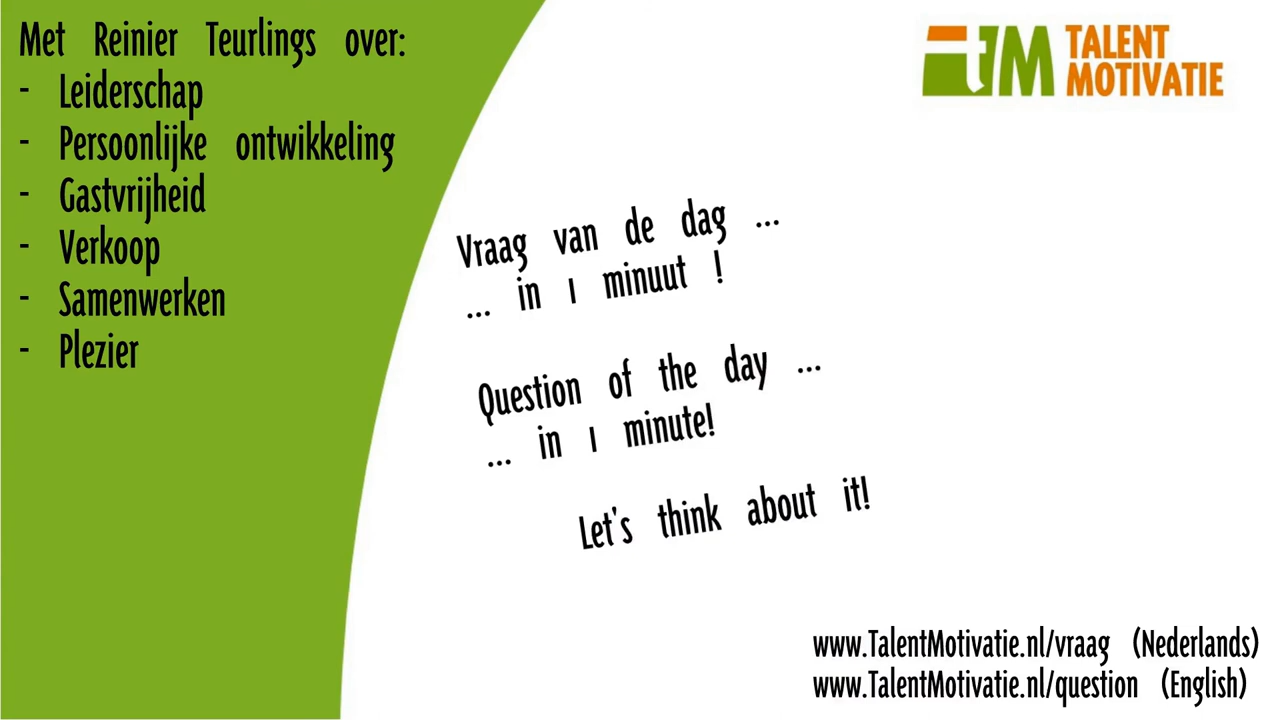 Met Reinier Teurlings over:
- Leiderschap
- Persoonlijke ontwikkeling
- Gastvrijheid
- Verkoop
- Samenwerken
- Plezier
tM TALENT
MOTIVATIE
Vraag van de dag ...
... in 1 minuut !
Question of the day ...
... in 1 minute!
Let's think about it!
www.TalentMotivatie.nl/vraag (Nederlands)
www.TalentMotivatie.nl/question (English)